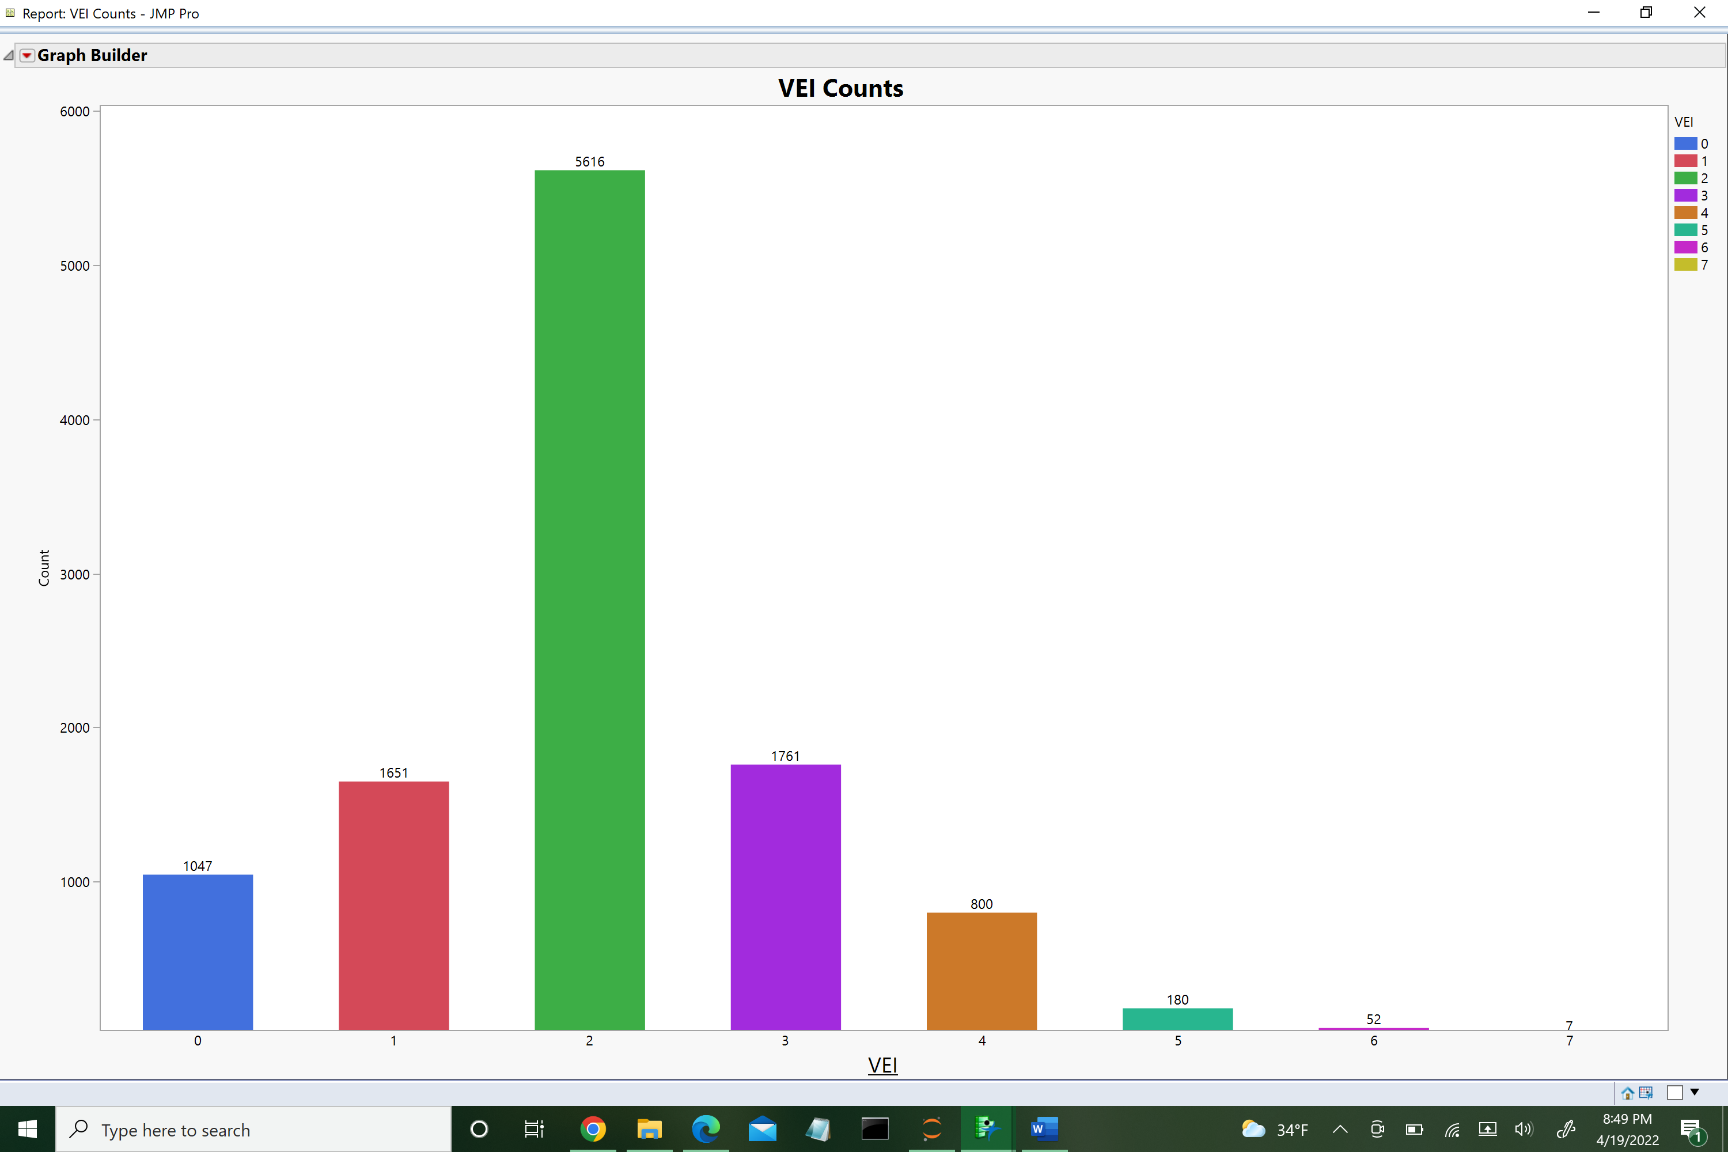 Report: VEI Counts - JMP Pro
Graph Builder
VEI Counts
6000
5000
4000
3000
2000
1000
Count
1047
1651
5616
1761
800
180
52
7
0 1 2 3 4 5 6 7
VEI
VEI
0
1
2
3
4
5
6
7
Type here to search
W
34°F
8:49 PM
4/19/2022
1